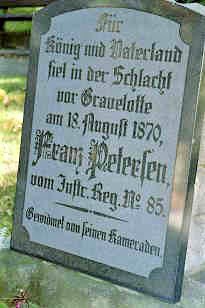 Für
König und Vaterland
fiel in der Schlacht
vor Gravelotte
am 18. August 1870,
Franz Petersen,
vom Inftr. Reg. No 85.
Gewidmet von seinen Kameraden.